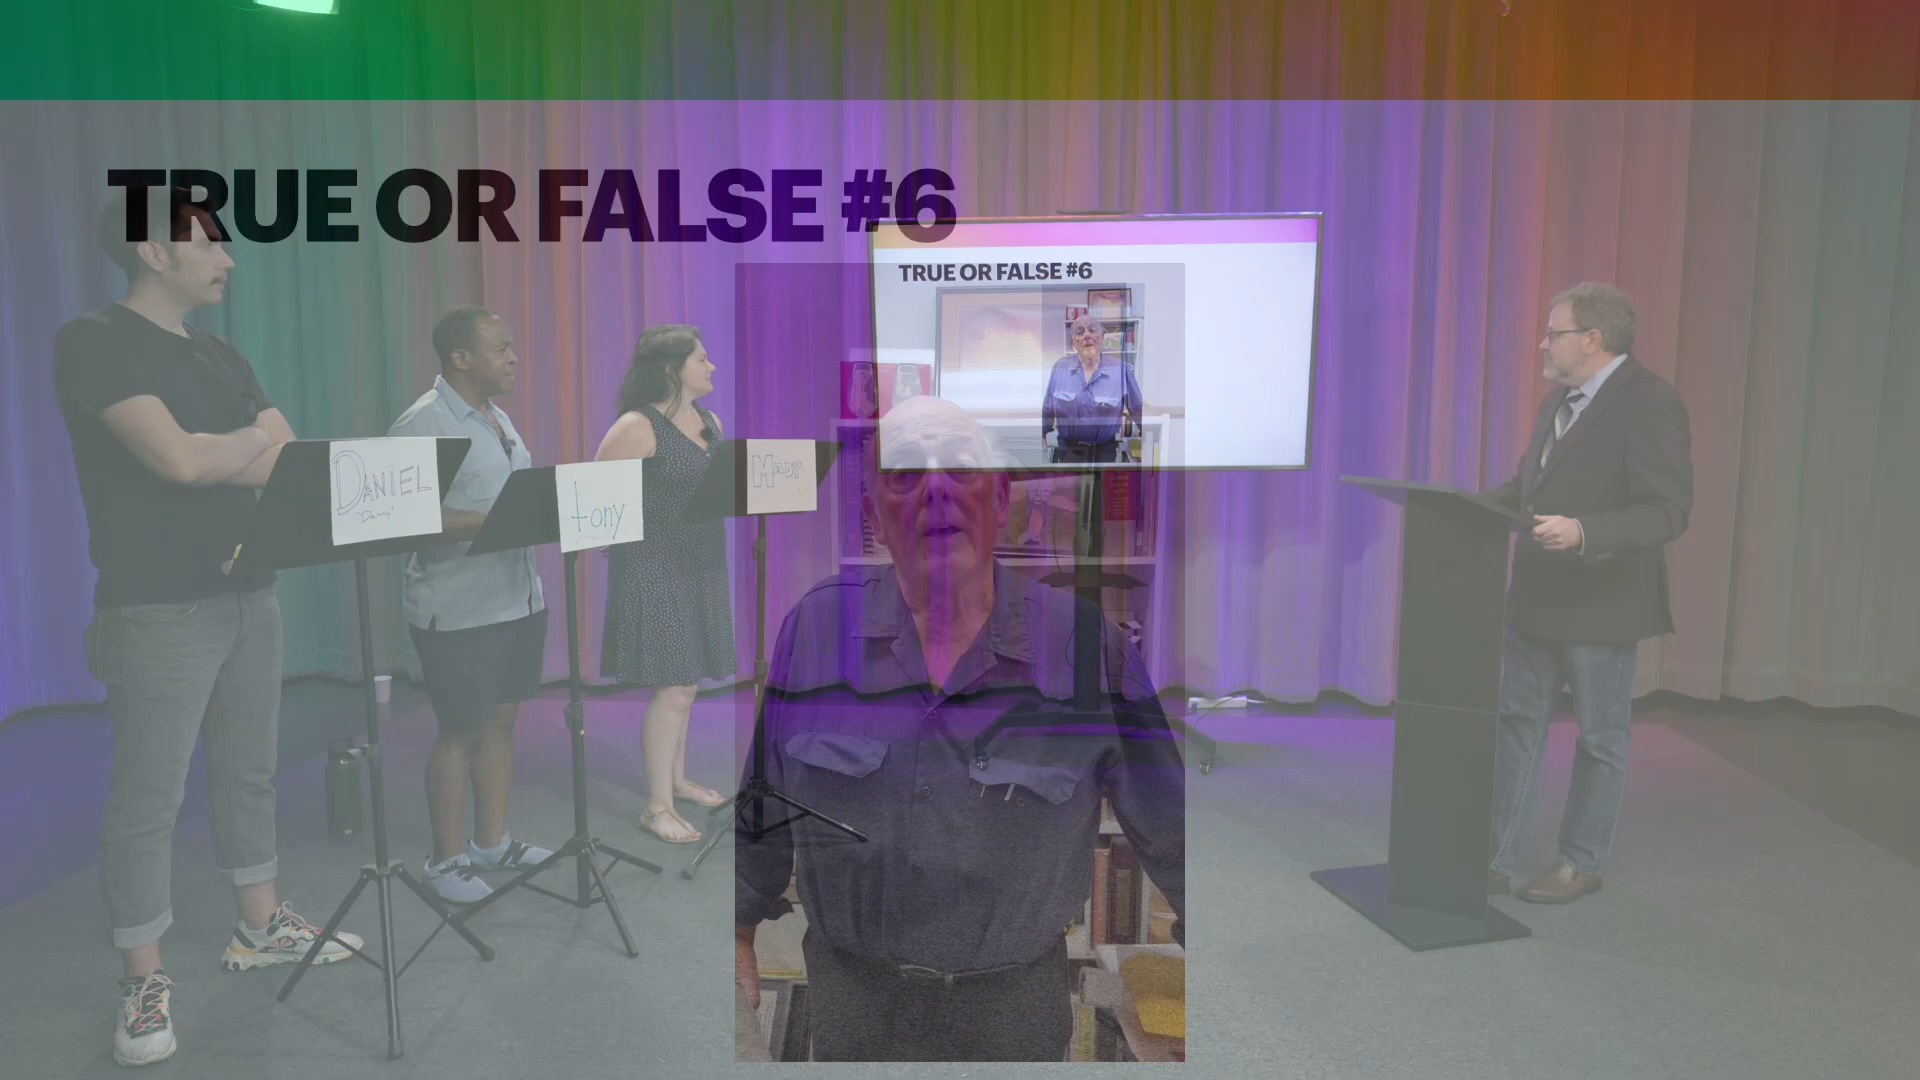 TRUE OR FALSE #6
TRUE OR FALSE #6
DANIEL
"Danny"
tony
MADY